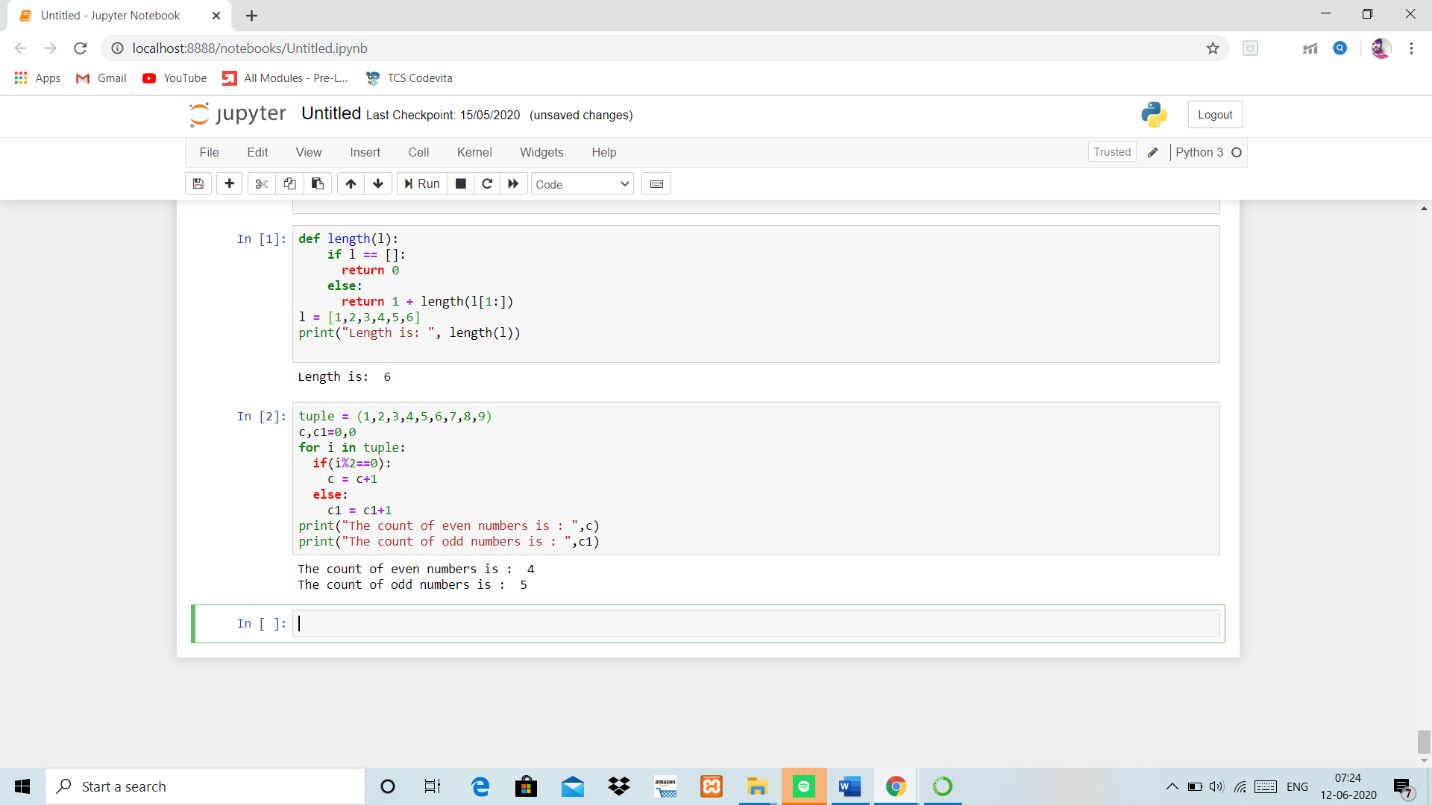 Untitled - Jupyter Notebook
localhost:8888/notebooks/Untitled.ipynb
Apps Gmail YouTube All Modules - Pre-L... TCS Codevita
jupyter Untitled Last Checkpoint: 15/05/2020 (unsaved changes) Logout
File Edit View Insert Cell Kernel Widgets Help Trusted Python 3
Run Code
In [1]: def length(l):
    if l == []:
      return 0
    else:
      return 1 + length(l[1:])
l = [1,2,3,4,5,6]
print("Length is: ", length(l))
Length is:  6
In [2]: tuple = (1,2,3,4,5,6,7,8,9)
c,c1=0,0
for i in tuple:
  if(i%2==0):
    c = c+1
  else:
    c1 = c1+1
print("The count of even numbers is : ",c)
print("The count of odd numbers is : ",c1)
The count of even numbers is :  4
The count of odd numbers is :  5
In [ ]:
Start a search amazon W ENG 07:24
12-06-2020 7